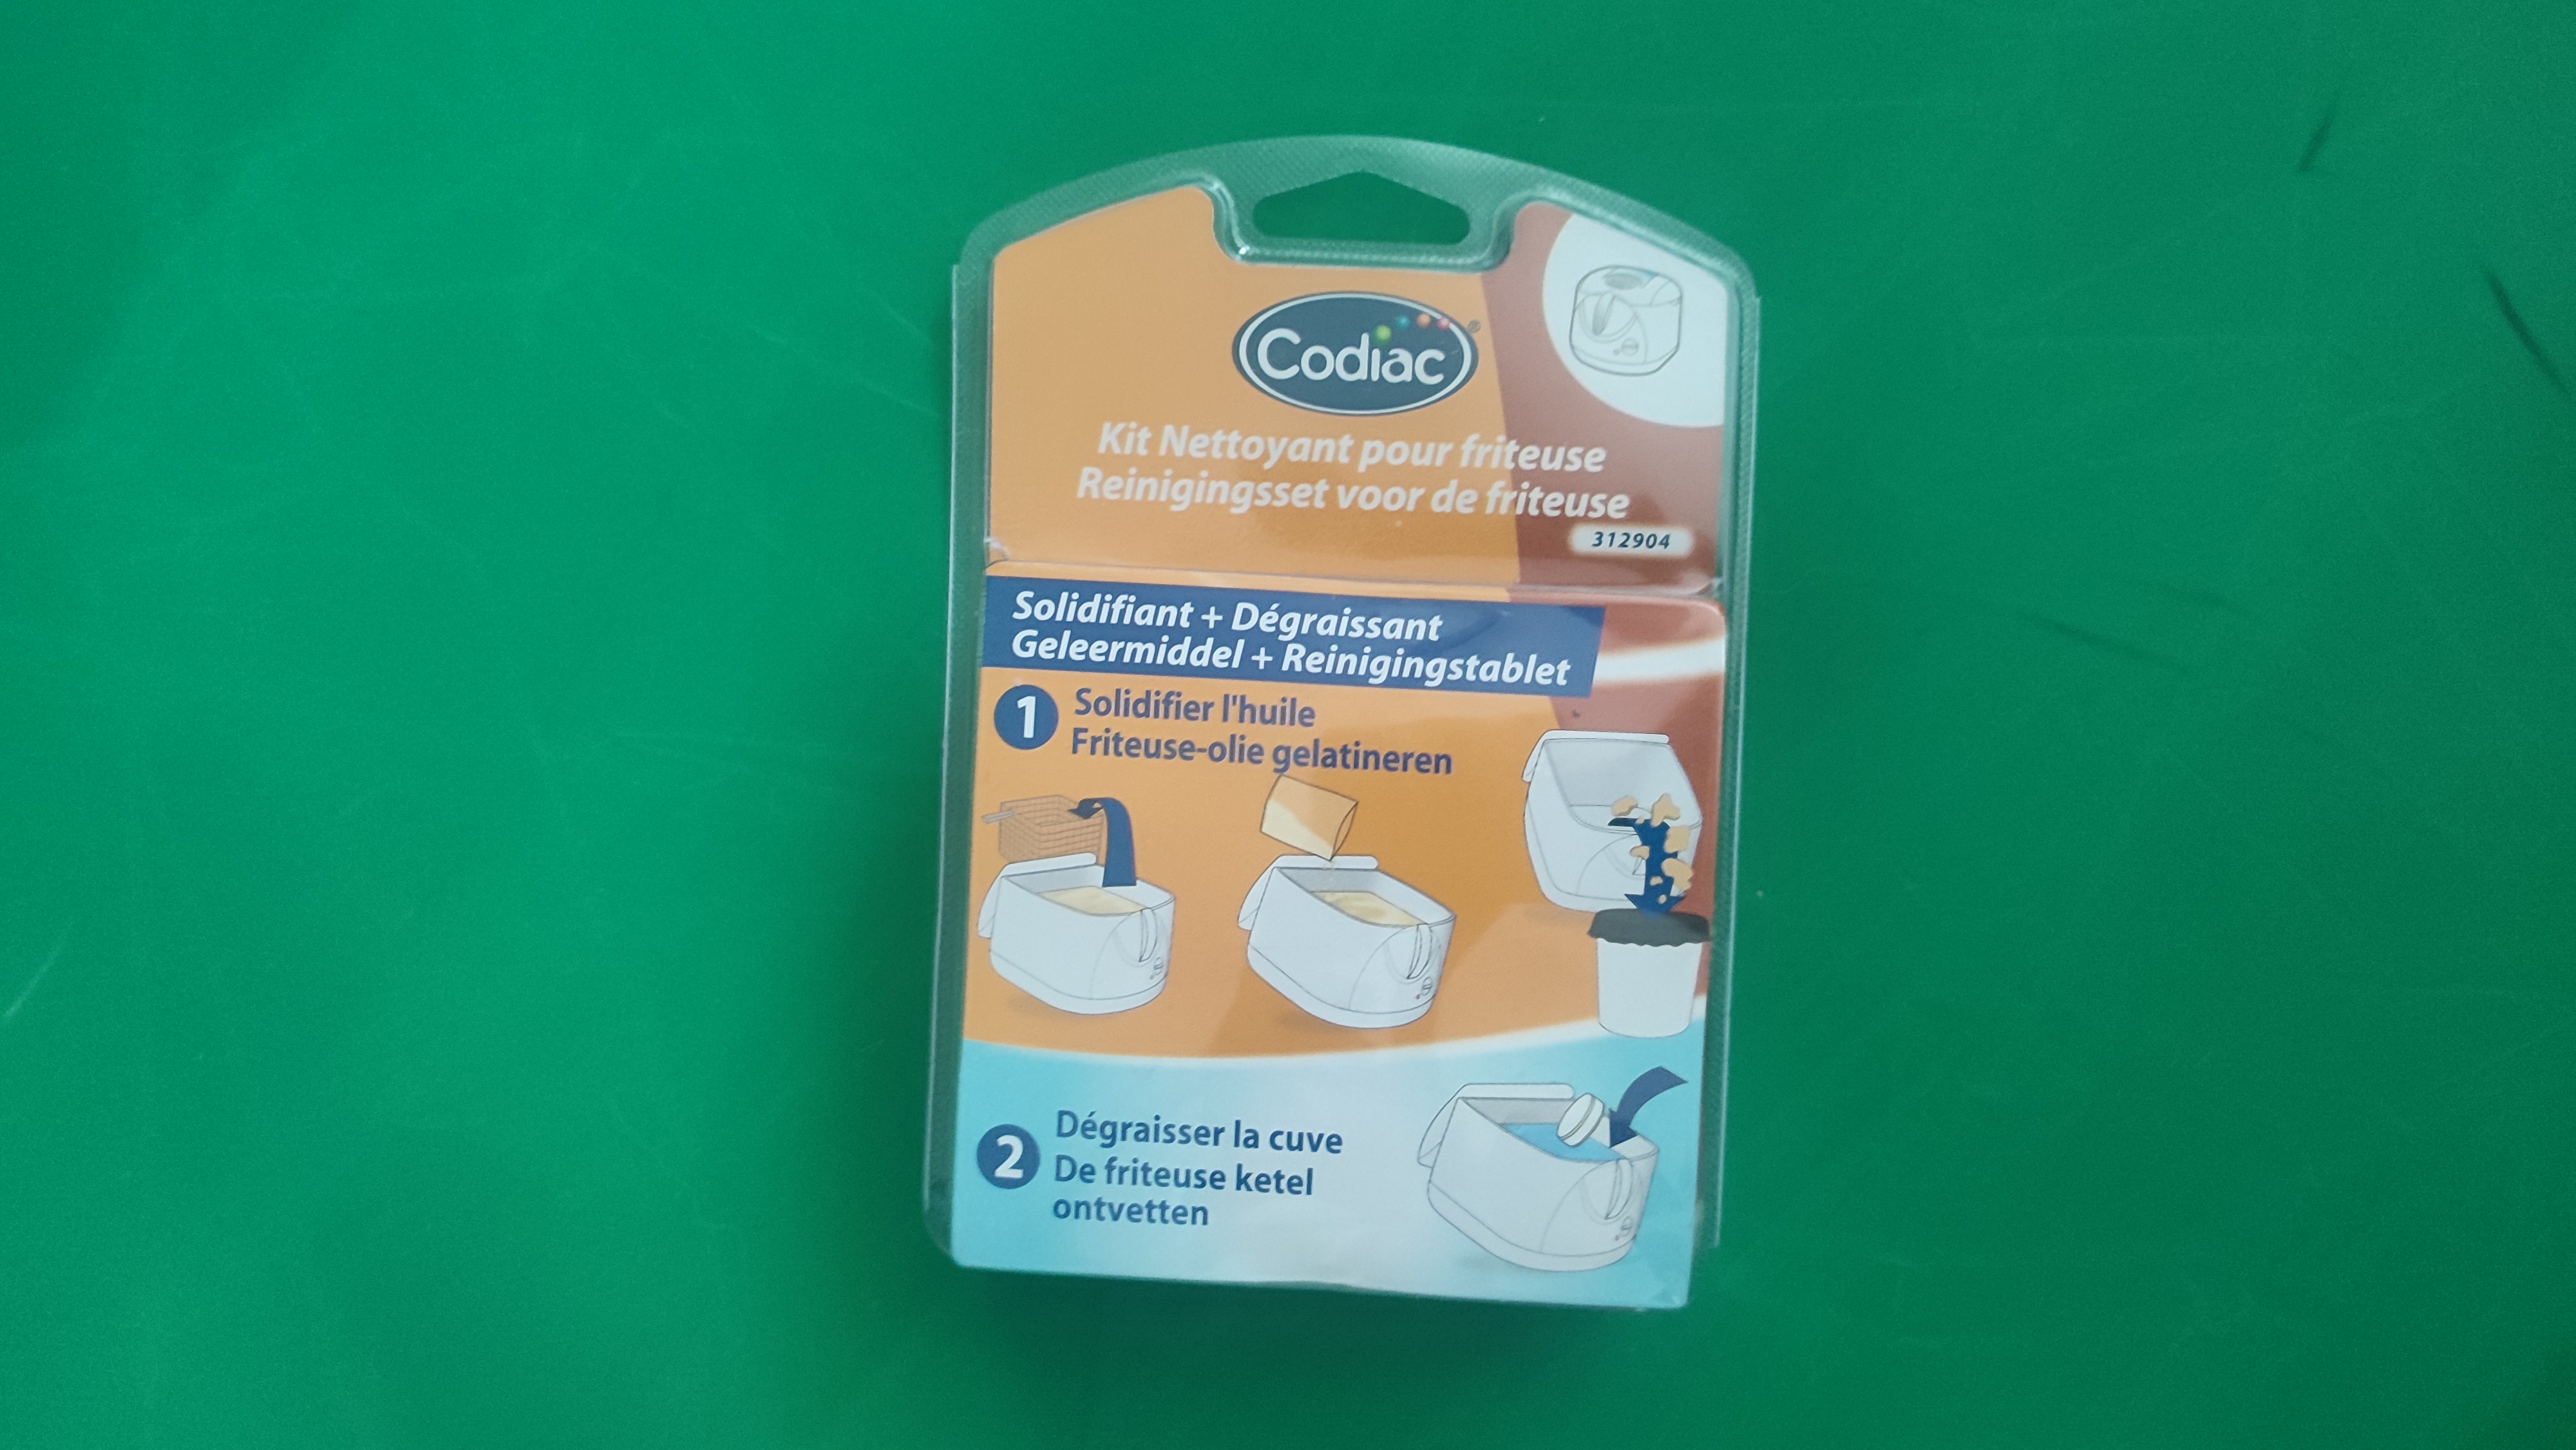 Codiac®
Kit Nettoyant pour friteuse
Reinigingsset voor de friteuse
312904
Solidifiant + Dégraissant
Geleermiddel + Reinigingstablet
1 Solidifier l'huile
Friteuse-olie gelatineren
2 Dégraisser la cuve
De friteuse ketel
ontvetten